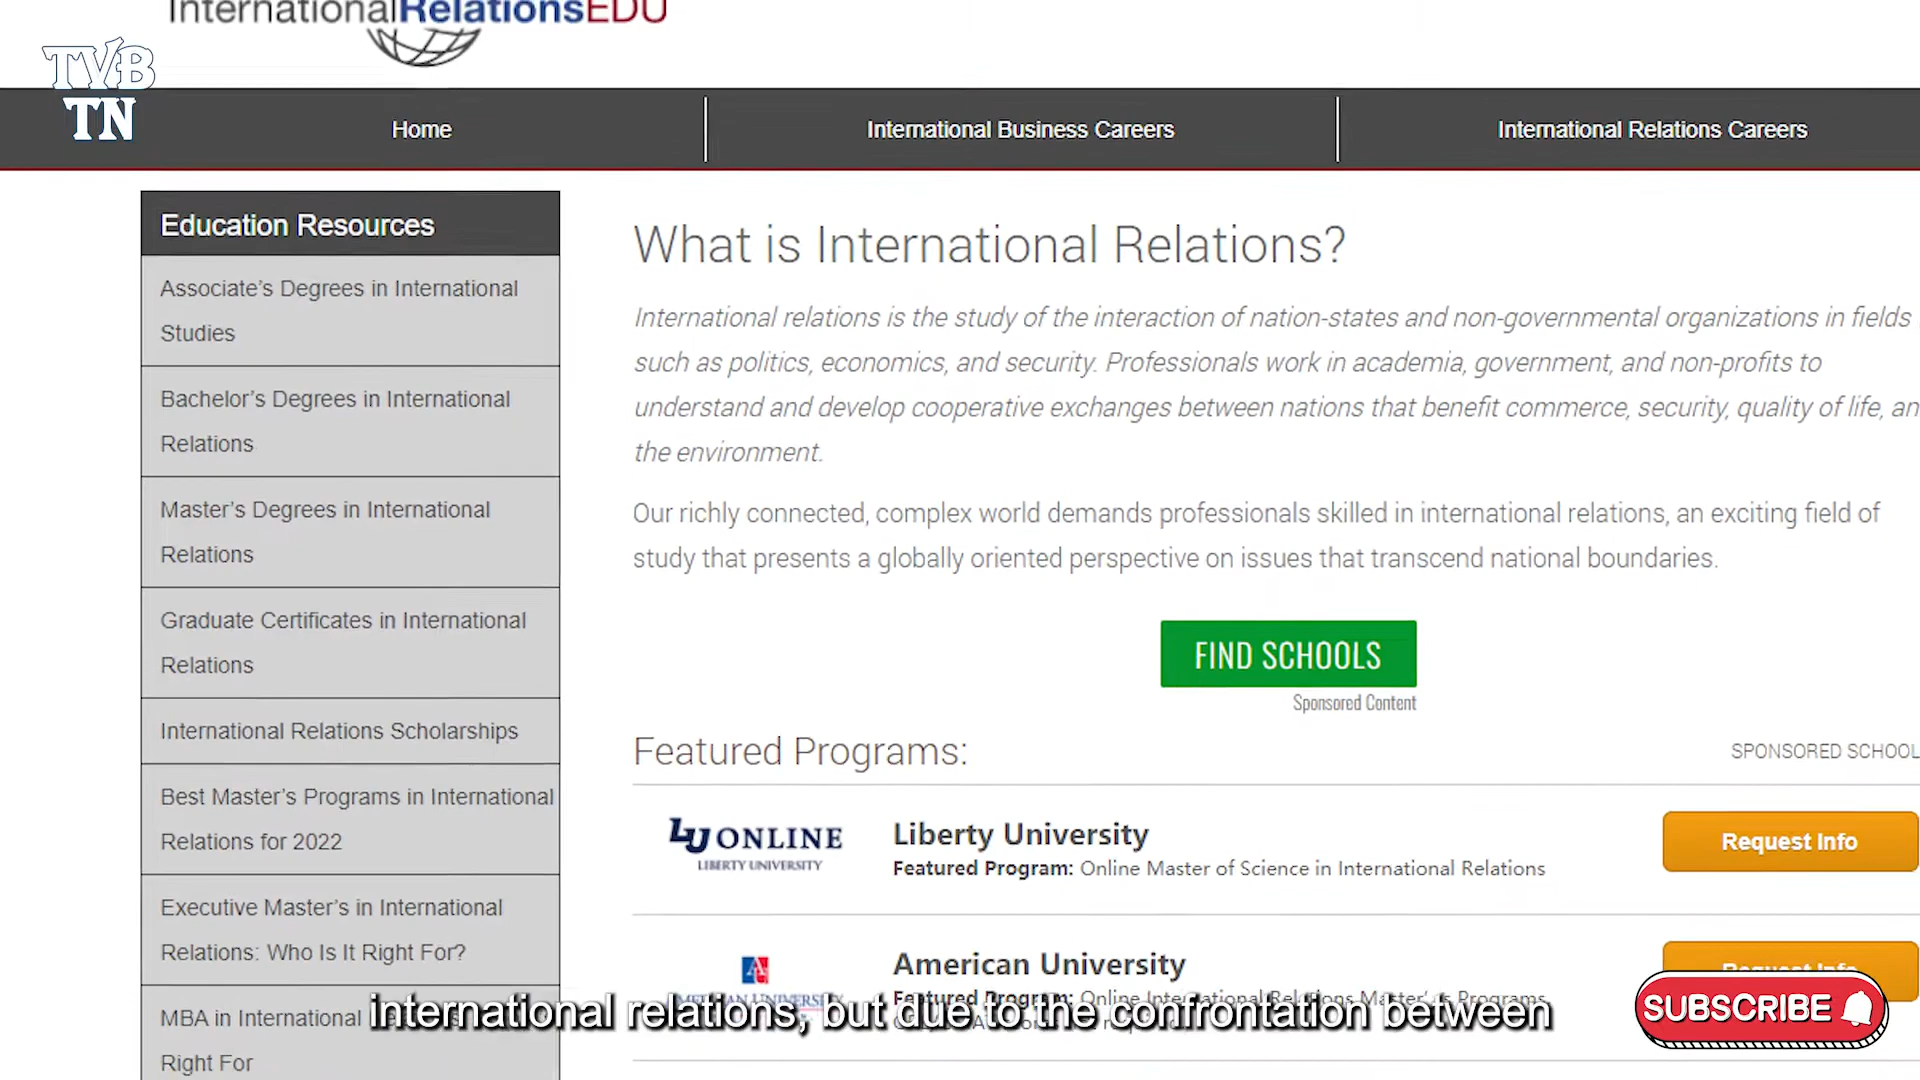 InternationalRelationsEDU
TVB
TN
Home
International Business Careers
International Relations Careers
Education Resources
Associate’s Degrees in International
Studies
Bachelor’s Degrees in International
Relations
Master’s Degrees in International
Relations
Graduate Certificates in International
Relations
International Relations Scholarships
Best Master’s Programs in International
Relations for 2022
Executive Master’s in International
Relations: Who Is It Right For?
MBA in International
Right For
What is International Relations?
International relations is the study of the interaction of nation-states and non-governmental organizations in fields
such as politics, economics, and security. Professionals work in academia, government, and non-profits to
understand and develop cooperative exchanges between nations that benefit commerce, security, quality of life, an
the environment.
Our richly connected, complex world demands professionals skilled in international relations, an exciting field of
study that presents a globally oriented perspective on issues that transcend national boundaries.
FIND SCHOOLS
Sponsored Content
Featured Programs:
SPONSORED SCHOOL
LU ONLINE
LIBERTY UNIVERSITY
Liberty University
Featured Program: Online Master of Science in International Relations
Request Info
American University
Featured Program: Online International Relations Master's Programs
Request Info
international relations, but due to the confrontation between
SUBSCRIBE